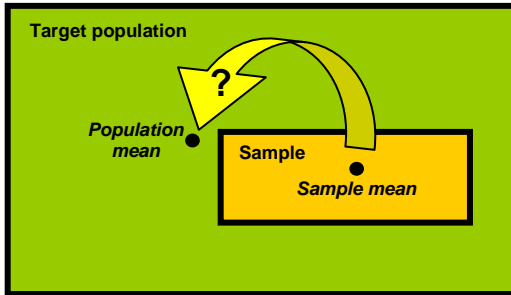 Target population
?
Population
mean
Sample
Sample mean